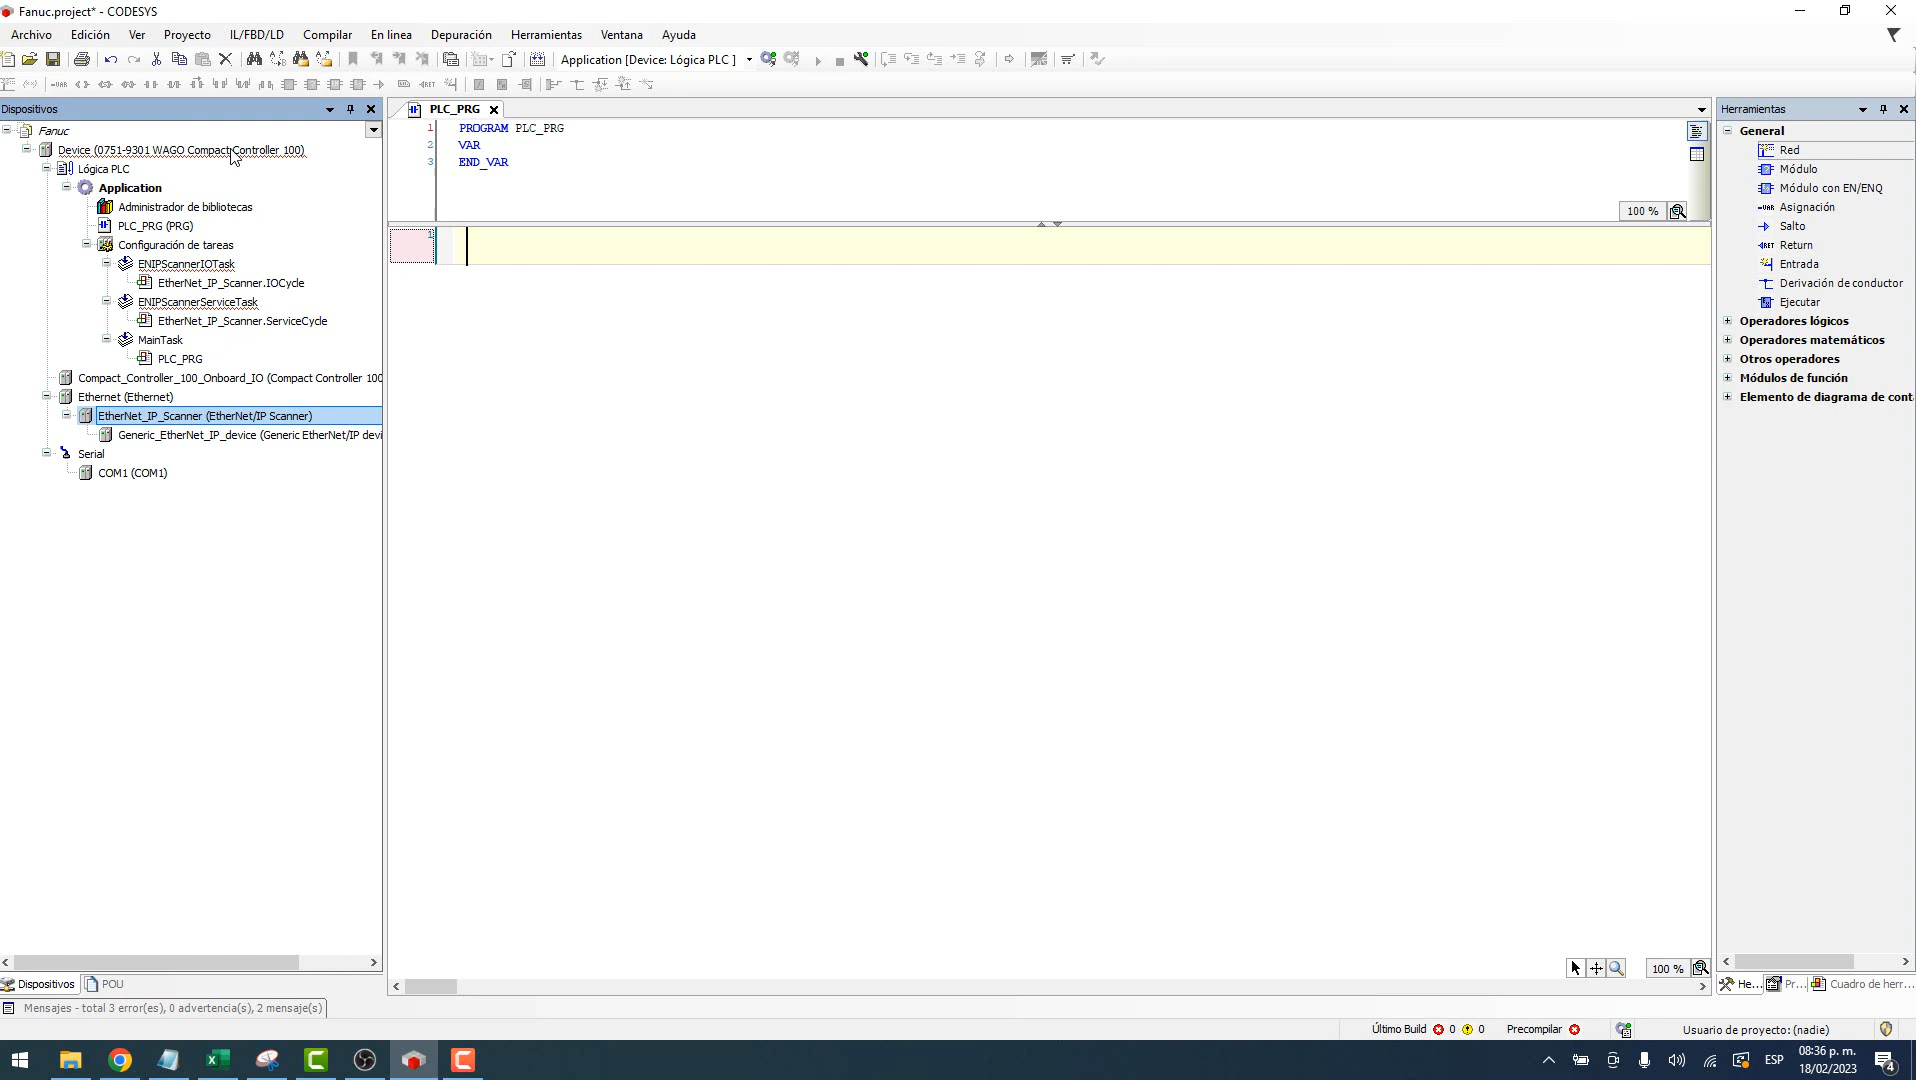 Fanuc.project* - CODESYS
Archivo Edición Ver Proyecto IL/FBD/LD Compilar En linea Depuración Herramientas Ventana Ayuda
Application [Device: Lógica PLC ]
Dispositivos
Fanuc
Device (0751-9301 WAGO Compact Controller 100)
Lógica PLC
Application
Administrador de bibliotecas
PLC_PRG (PRG)
Configuración de tareas
ENIPScannerIOTask
EtherNet_IP_Scanner.IOCycle
ENIPScannerServiceTask
EtherNet_IP_Scanner.ServiceCycle
MainTask
PLC_PRG
Compact_Controller_100_Onboard_IO (Compact Controller 100
Ethernet (Ethernet)
EtherNet_IP_Scanner (EtherNet/IP Scanner)
Generic_EtherNet_IP_device (Generic EtherNet/IP devi
Serial
COM1 (COM1)
Dispositivos POU
PLC_PRG
1 PROGRAM PLC_PRG
2 VAR
3 END_VAR
100 %
1
100 %
Herramientas
General
Red
Módulo
Módulo con EN/ENQ
Asignación
Salto
Return
Entrada
Derivación de conductor
Ejecutar
Operadores lógicos
Operadores matemáticos
Otros operadores
Módulos de función
Elemento de diagrama de cont
He... Pr... Cuadro de herr...
Mensajes - total 3 error(es), 0 advertencia(s), 2 mensaje(s)
Último Build 0 0 Precompilar Usuario de proyecto: (nadie)
ESP
08:36 p. m.
18/02/2023
4